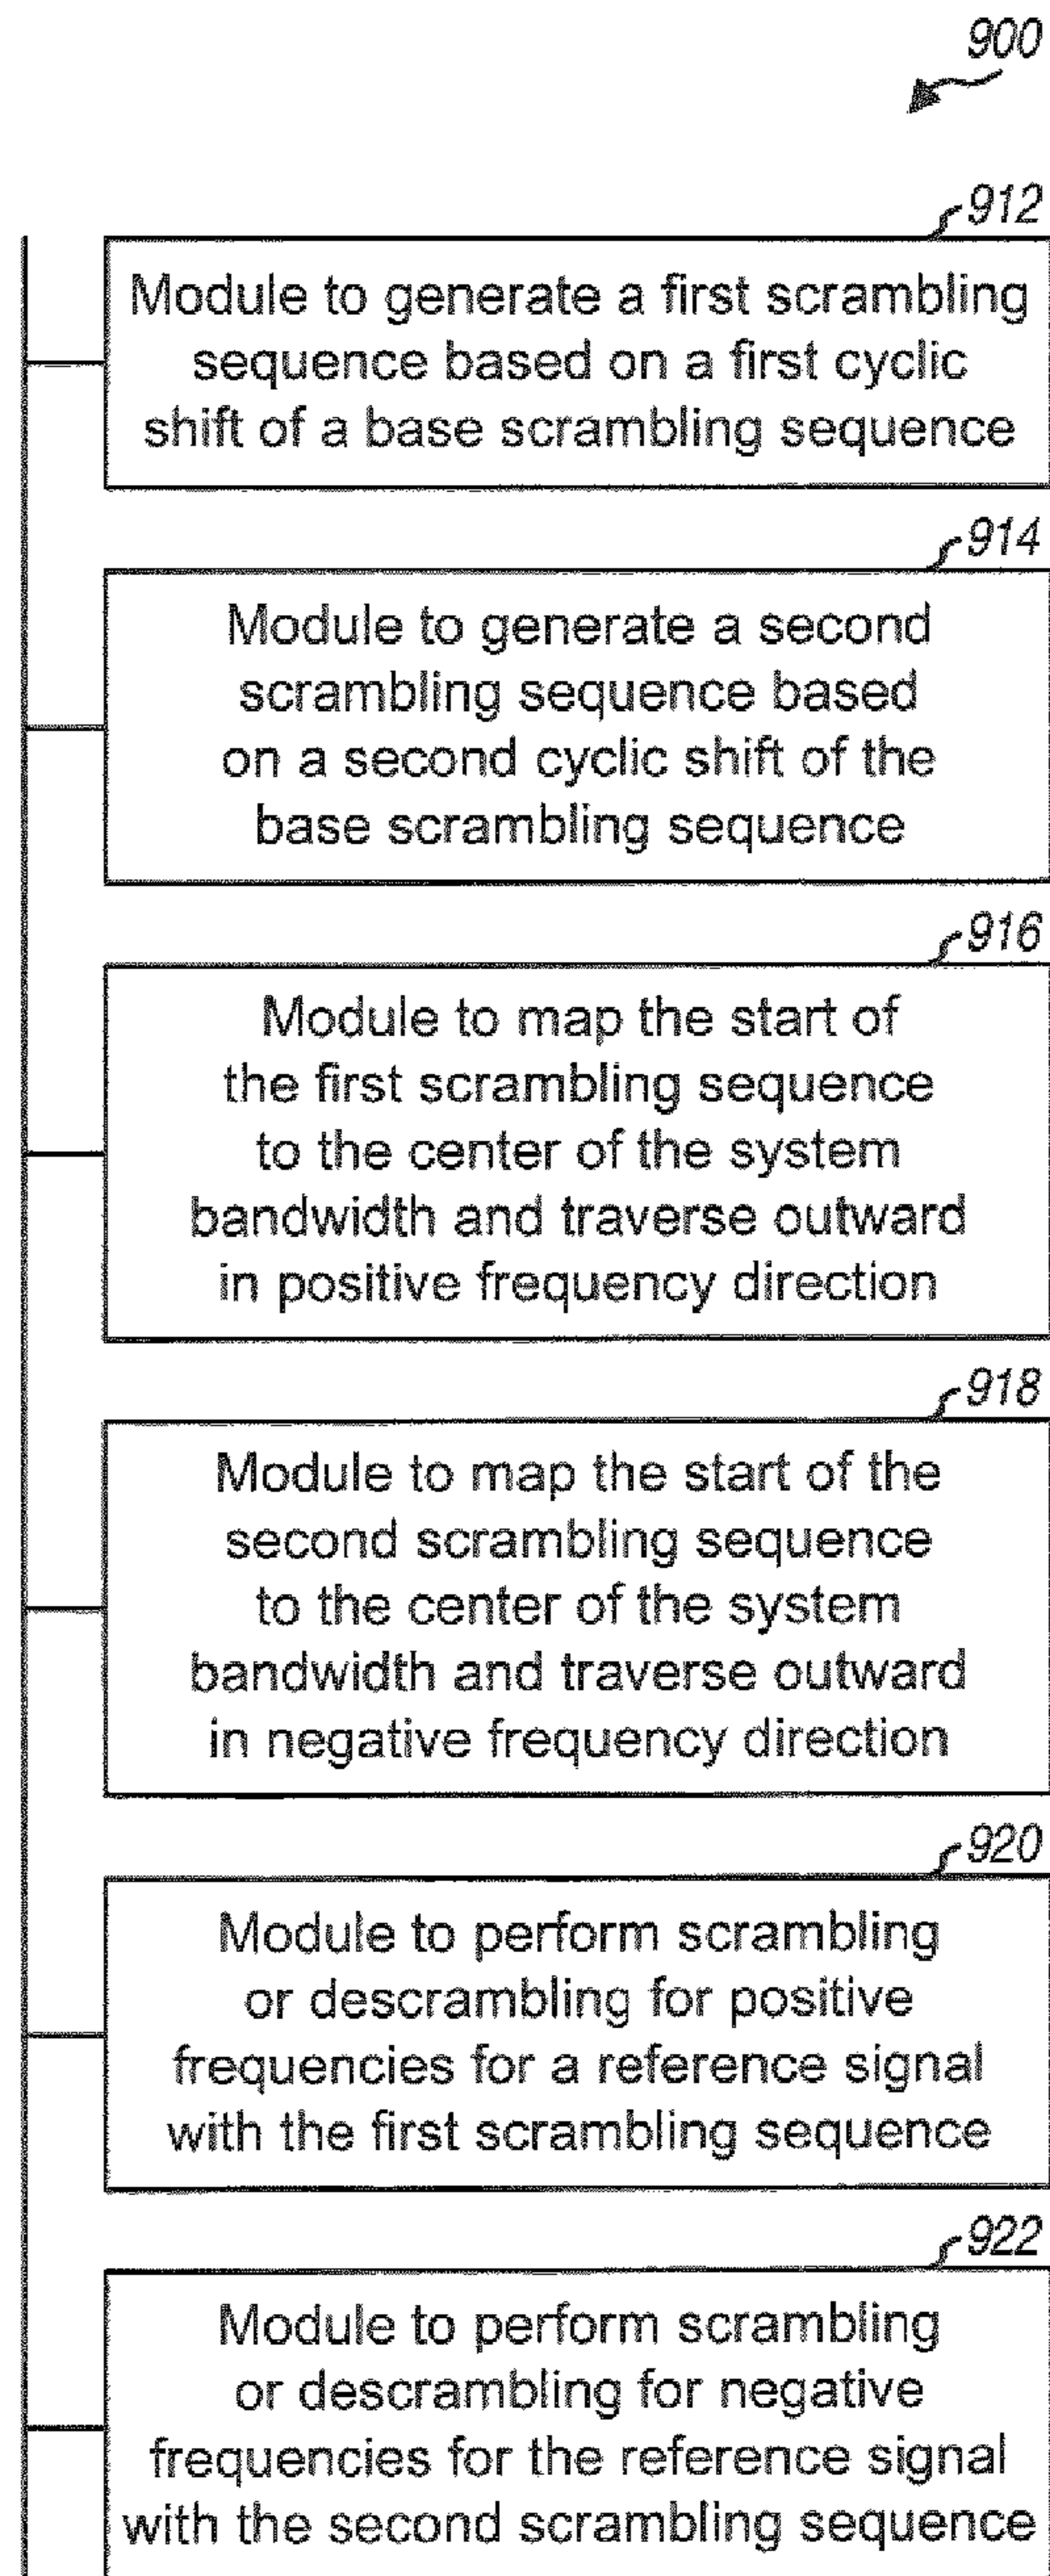 900
912
Module to generate a first scrambling
sequence based on a first cyclic
shift of a base scrambling sequence
914
Module to generate a second
scrambling sequence based
on a second cyclic shift of the
base scrambling sequence
916
Module to map the start of
the first scrambling sequence
to the center of the system
bandwidth and traverse outward
in positive frequency direction
918
Module to map the start of the
second scrambling sequence
to the center of the system
bandwidth and traverse outward
in negative frequency direction
920
Module to perform scrambling
or descrambling for positive
frequencies for a reference signal
with the first scrambling sequence
922
Module to perform scrambling
or descrambling for negative
frequencies for the reference signal
with the second scrambling sequence